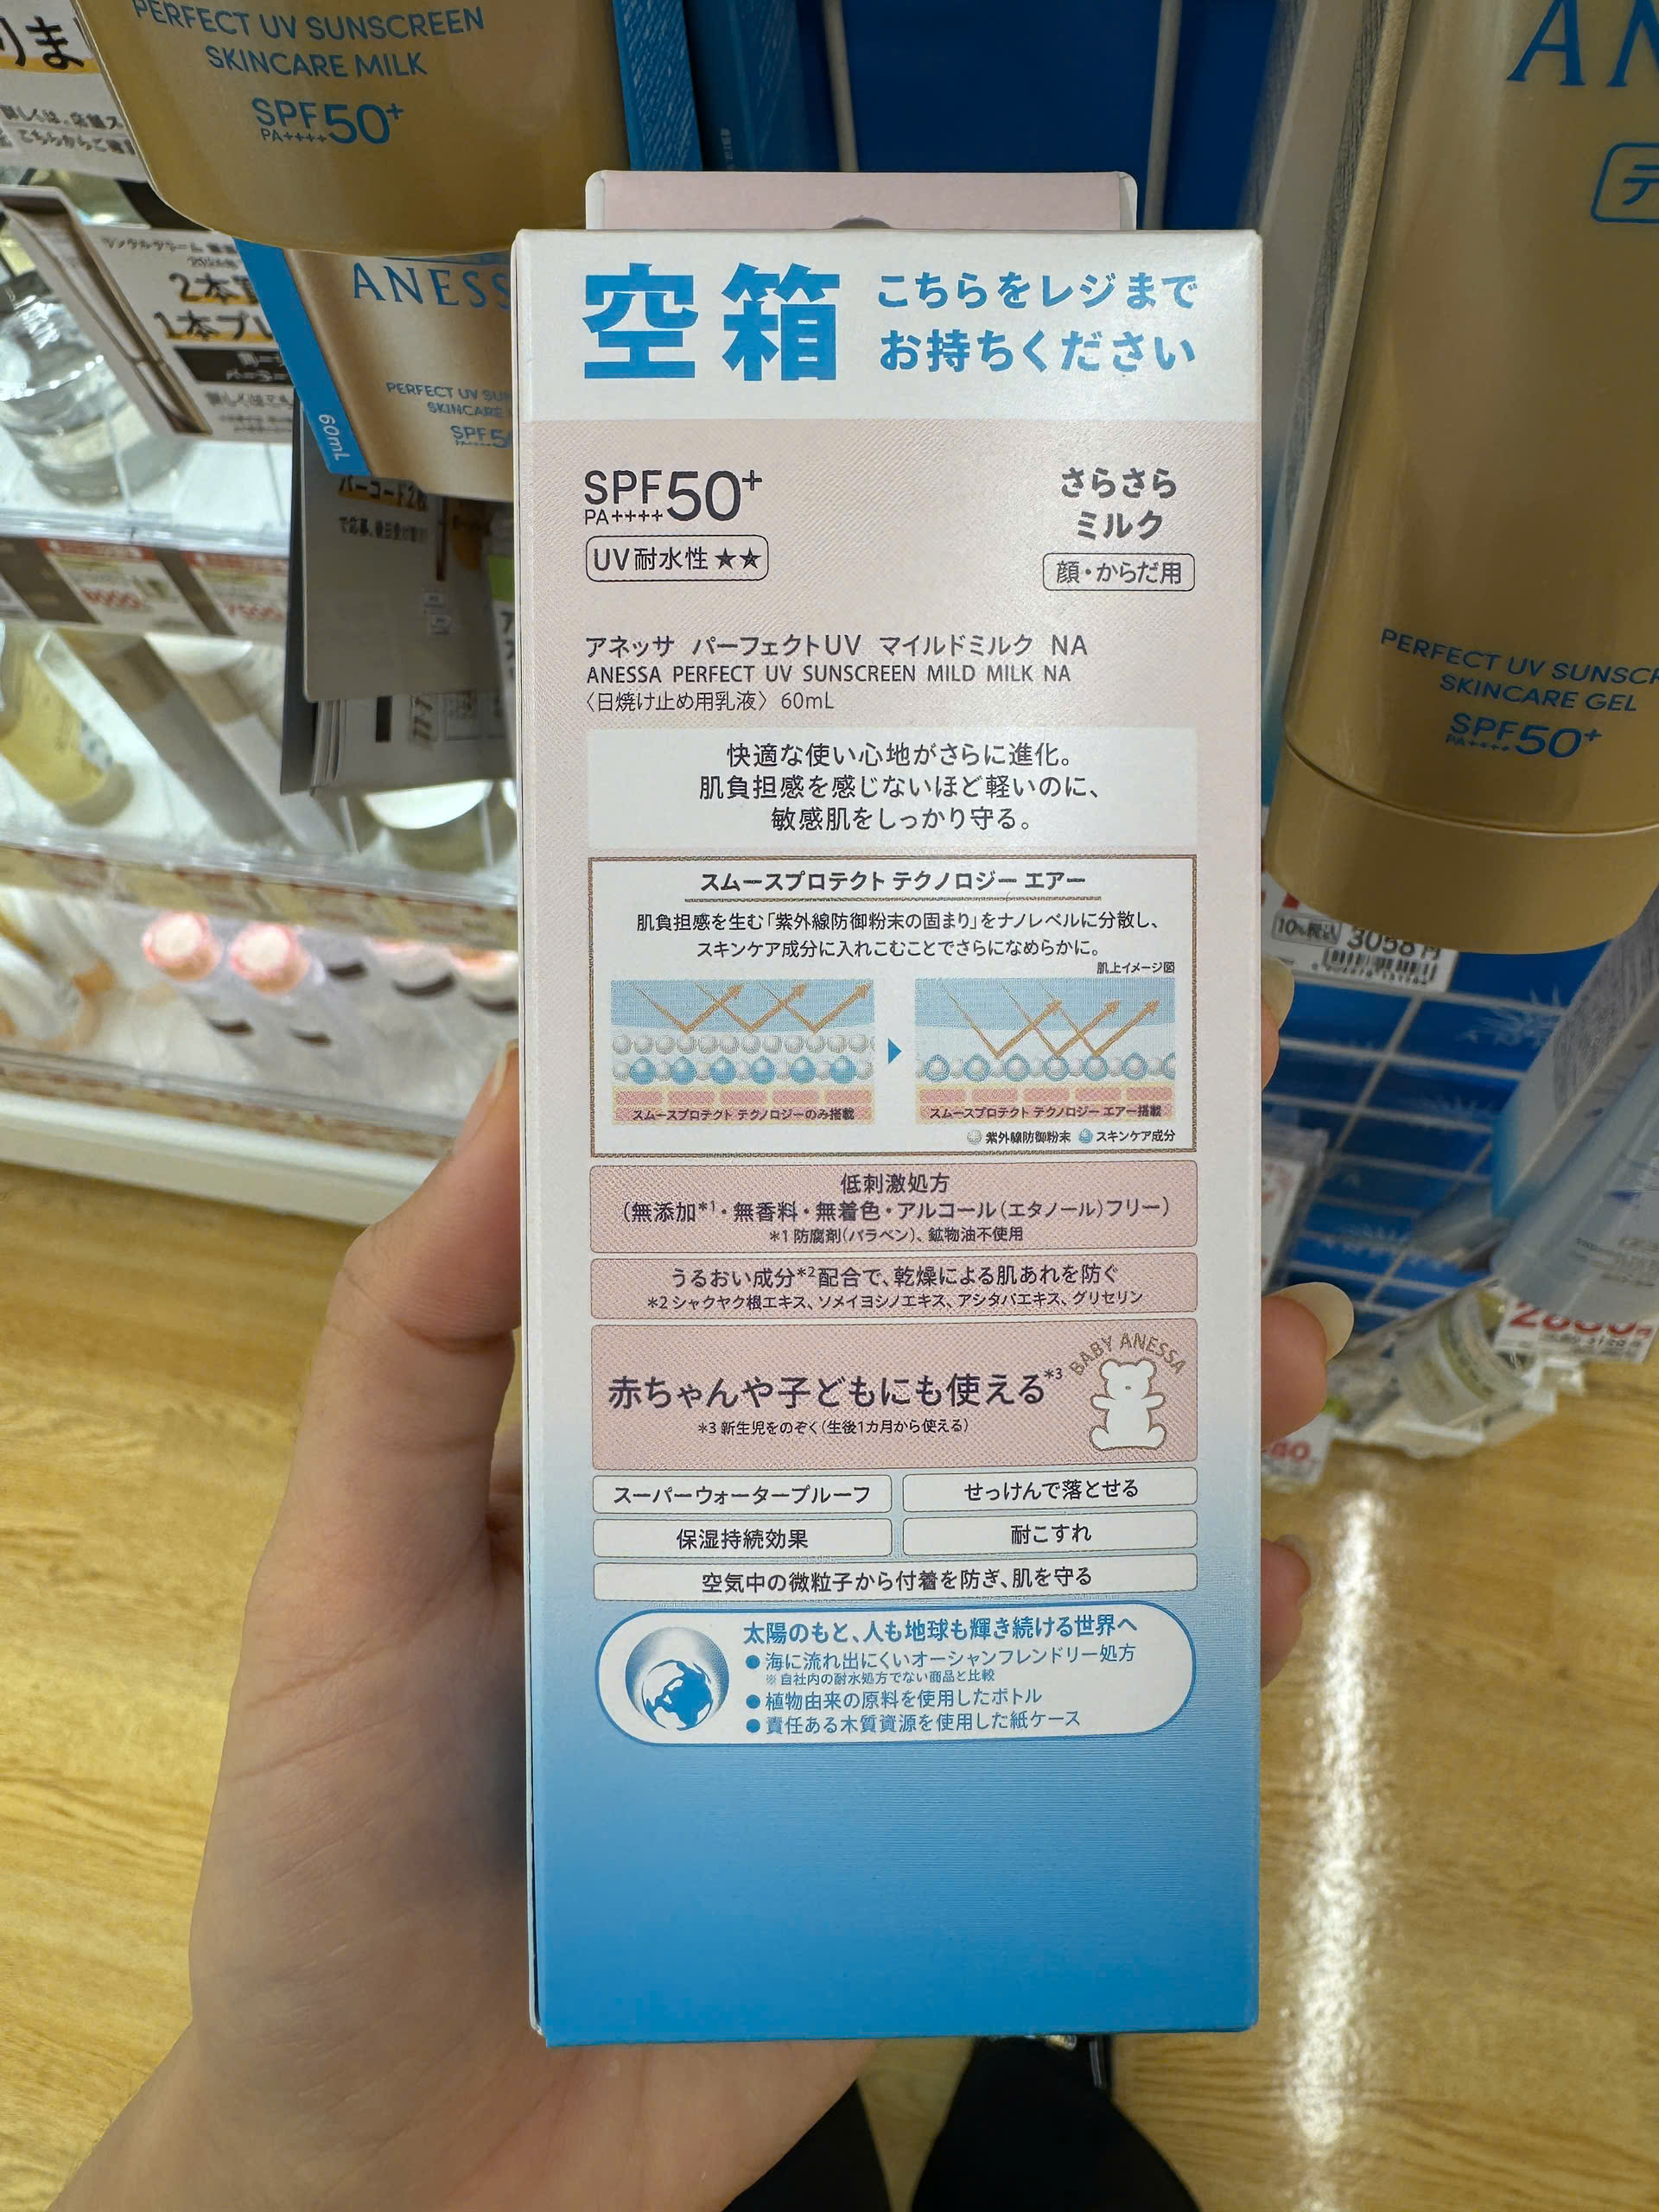 PERFECT UV SUNSCREEN
SKINCARE MILK
SPF50+
PA++++
ANESS
PERFECT UV SU
SKINCARE
60mL
2本
1本プレ
空箱
こちらをレジまで
お持ちください
SPF50+
PA++++
UV耐水性★★
さらさら
ミルク
顔・からだ用
アネッサ パーフェクトUV マイルドミルク NA
ANESSA PERFECT UV SUNSCREEN MILD MILK NA
〈日焼け止め用乳液〉 60mL
快適な使い心地がさらに進化。
肌負担感を感じないほど軽いのに、
敏感肌をしっかり守る。
スムースプロテクト テクノロジー エアー
肌負担感を生む「紫外線防御粉末の固まり」をナノレベルに分散し、
スキンケア成分に入れこむことでさらになめらかに。
肌上イメージ図
スムースプロテクト テクノロジーのみ搭載
スムースプロテクト テクノロジー エアー搭載
紫外線防御粉末 スキンケア成分
低刺激処方
(無添加*1・無香料・無着色・アルコール(エタノール)フリー)
*1 防腐剤(パラベン)、鉱物油不使用
うるおい成分*2配合で、乾燥による肌あれを防ぐ
*2 シャクヤク根エキス、ソメイヨシノエキス、アシタバエキス、グリセリン
BABY ANESSA
赤ちゃんや子どもにも使える*3
*3 新生児をのぞく(生後1カ月から使える)
スーパーウォータープルーフ
せっけんで落とせる
保湿持続効果
耐こすれ
空気中の微粒子から付着を防ぎ、肌を守る
太陽のもと、人も地球も輝き続ける世界へ
●海に流れ出にくいオーシャンフレンドリー処方
※自社内の耐水処方でない商品と比較
●植物由来の原料を使用したボトル
●責任ある木質資源を使用した紙ケース
AN
PERFECT UV SUNSCR
SKINCARE GEL
SPF50+
PA++++
3058円